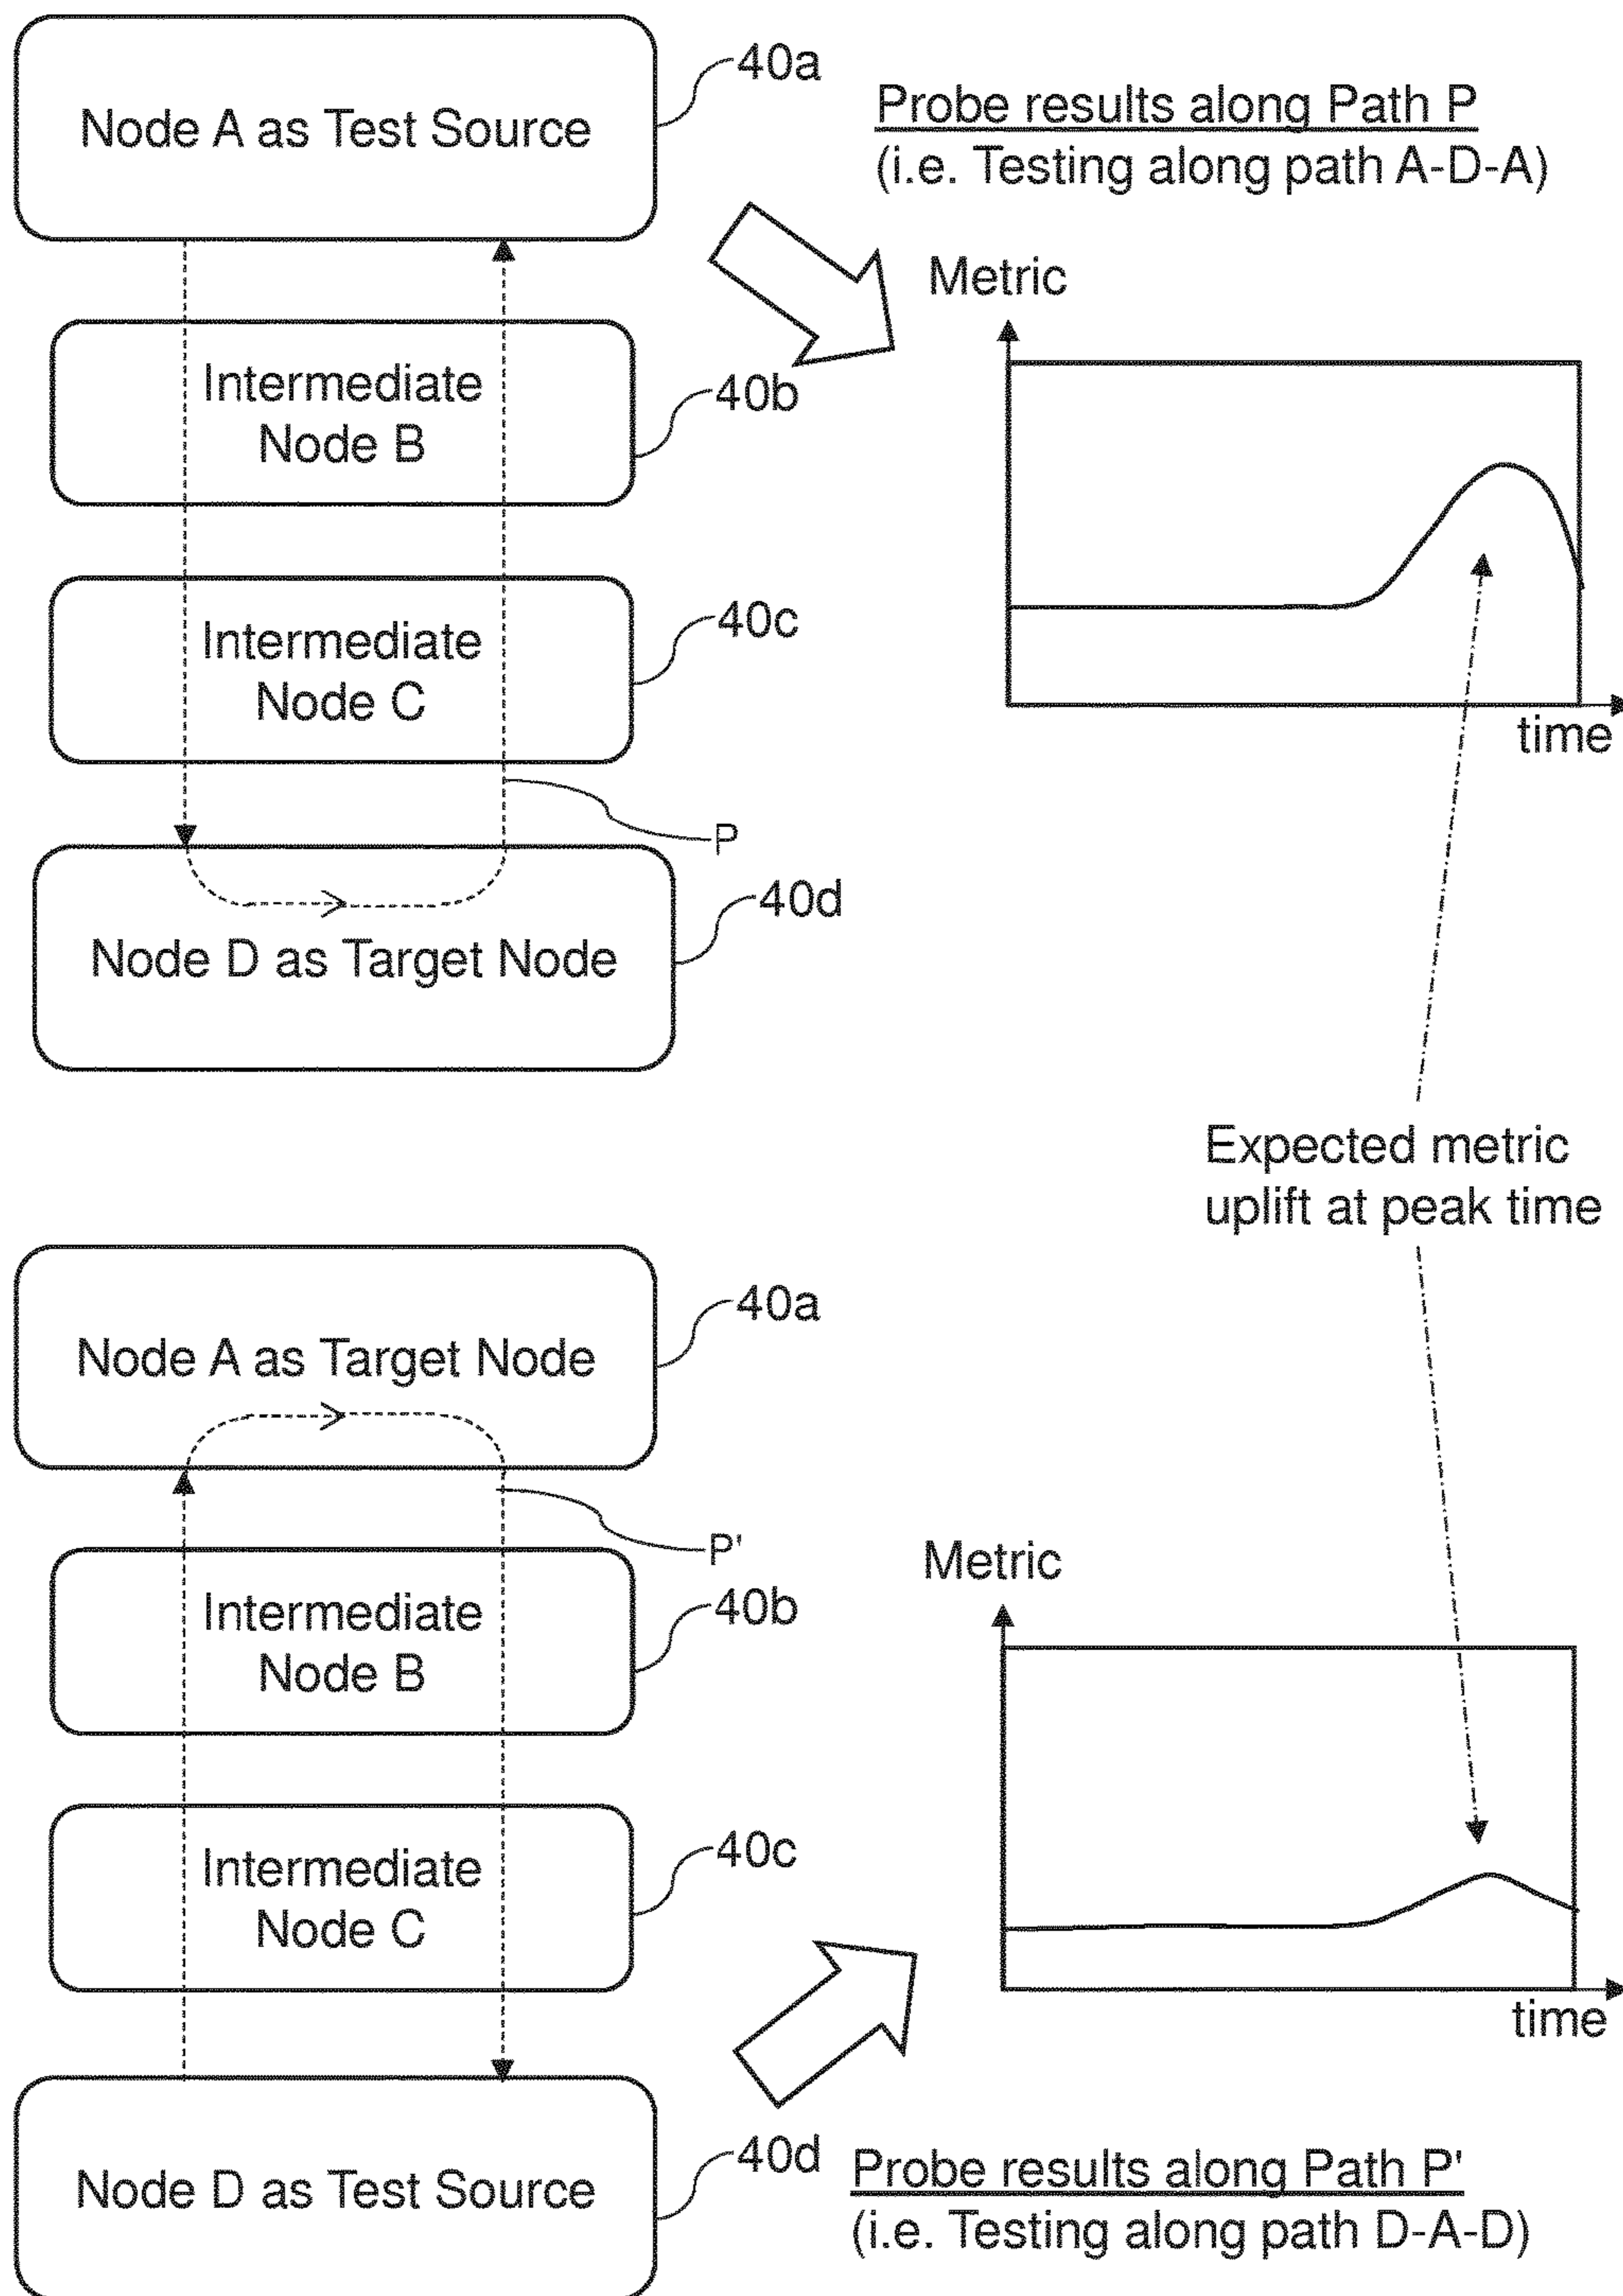 Node A as Test Source
40a
Probe results along Path P
(i.e. Testing along path A-D-A)
Metric
Intermediate
Node B
40b
Intermediate
Node C
40c
time
P
Node D as Target Node
40d
Expected metric
uplift at peak time
Node A as Target Node
40a
P'
Intermediate
Node B
40b
Metric
Intermediate
Node C
40c
time
Node D as Test Source
40d
Probe results along Path P'
(i.e. Testing along path D-A-D)